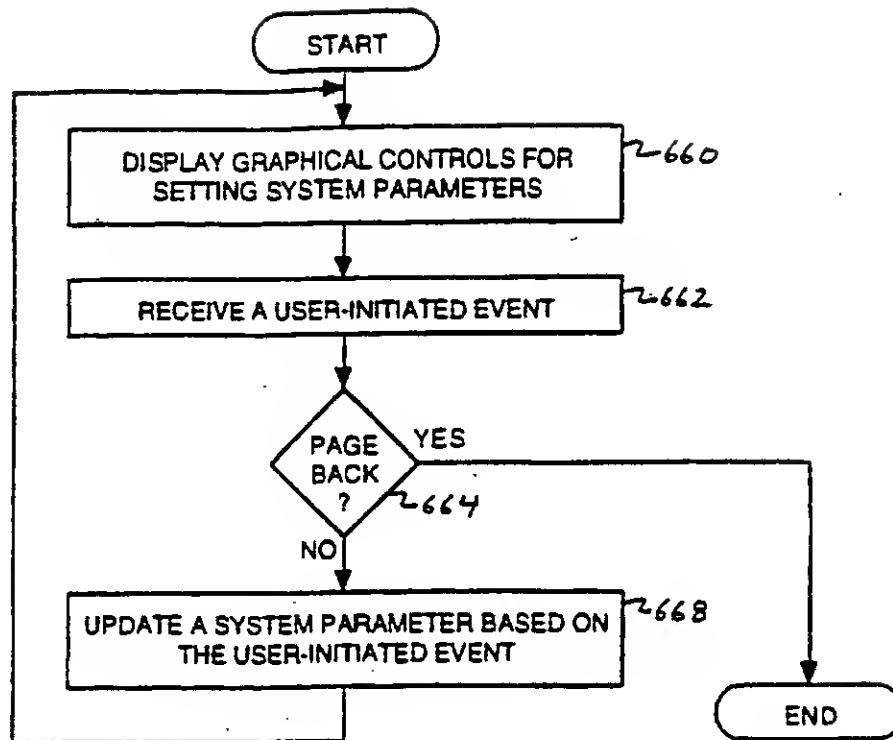 START
DISPLAY GRAPHICAL CONTROLS FOR
SETTING SYSTEM PARAMETERS
660
RECEIVE A USER-INITIATED EVENT
662
PAGE
BACK
?
YES
664
NO
UPDATE A SYSTEM PARAMETER BASED ON
THE USER-INITIATED EVENT
668
END